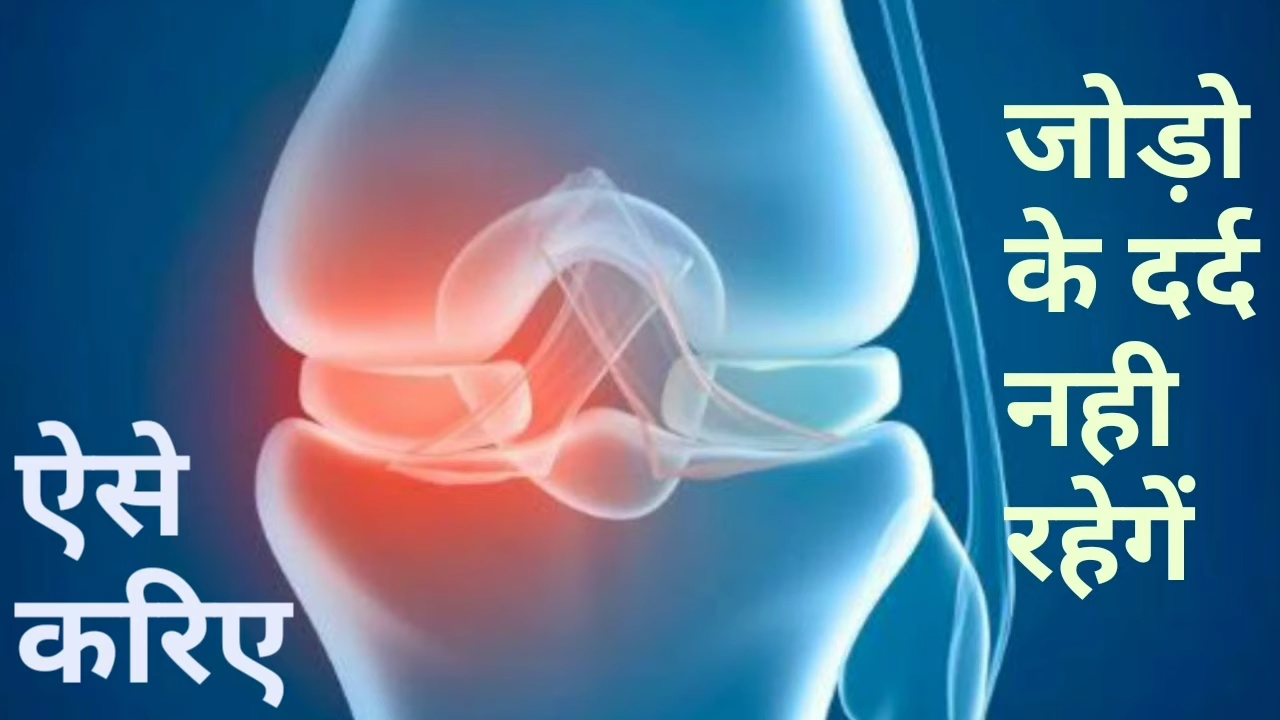 जोड़ो
के दर्द
नही
रहेगें
ऐसे
करिए